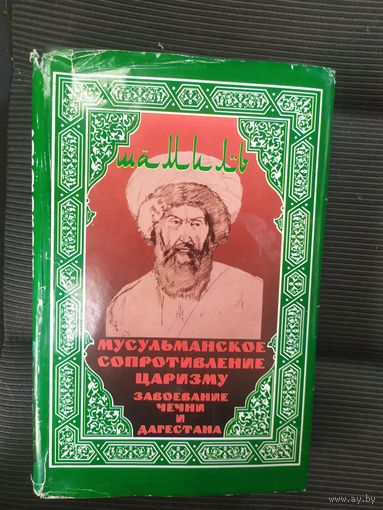 шамиль
МУСУЛЬМАНСКОЕ
СОПРОТИВЛЕНИЕ
ЦАРИЗМУ
ЗАВОЕВАНИЕ
ЧЕЧНИ
И
ДАГЕСТАНА
www.ay.by